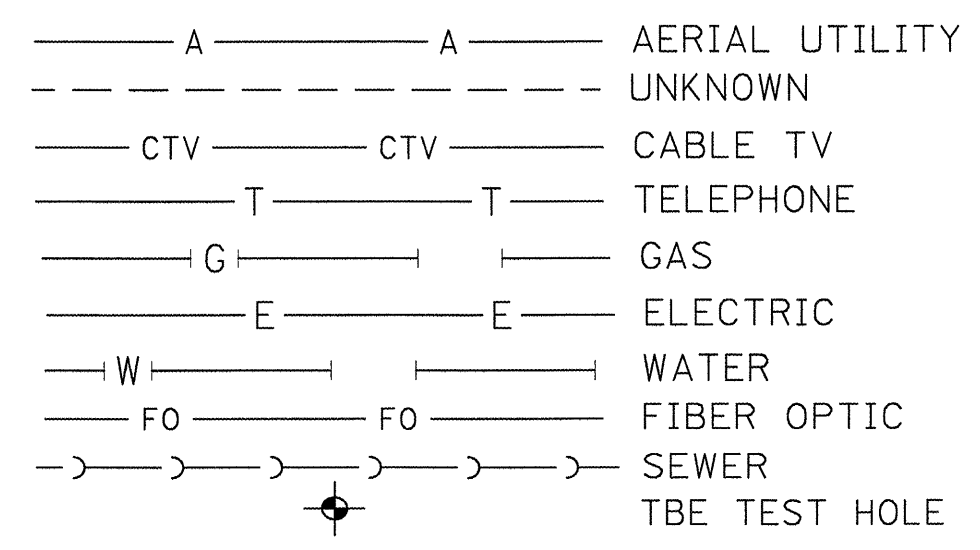 A A AERIAL UTILITY
UNKNOWN
CTV CTV CABLE TV
T T TELEPHONE
G GAS
E E ELECTRIC
W WATER
FO FO FIBER OPTIC
SEWER
TBE TEST HOLE